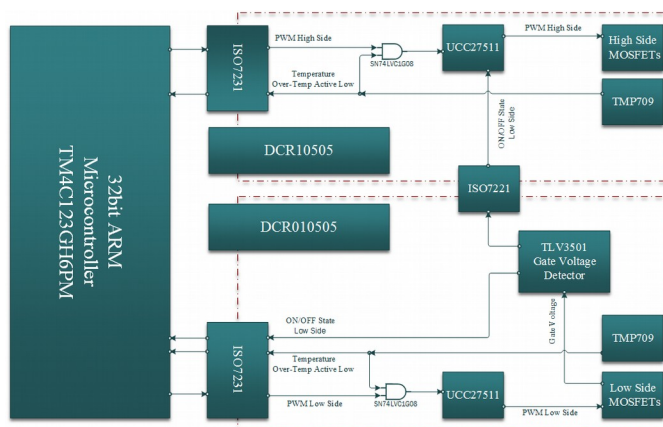 32bit ARM
Microcontroller
TM4C123GH6PM
ISO7231
PWM High Side
SN74LVC1G08
UCC27511
PWM High Side
High Side
MOSFETs
Temperature
Over-Temp Active Low
TMP709
ON/OFF State
Low Side
DCR10505
ISO7221
DCR010505
TLV3501
Gate Voltage
Detector
ON/OFF State
Low Side
Gate Voltage
ISO7231
TMP709
Temperature
Over-Temp Active Low
SN74LVC1G08
UCC27511
Low Side
MOSFETs
PWM Low Side
PWM Low Side